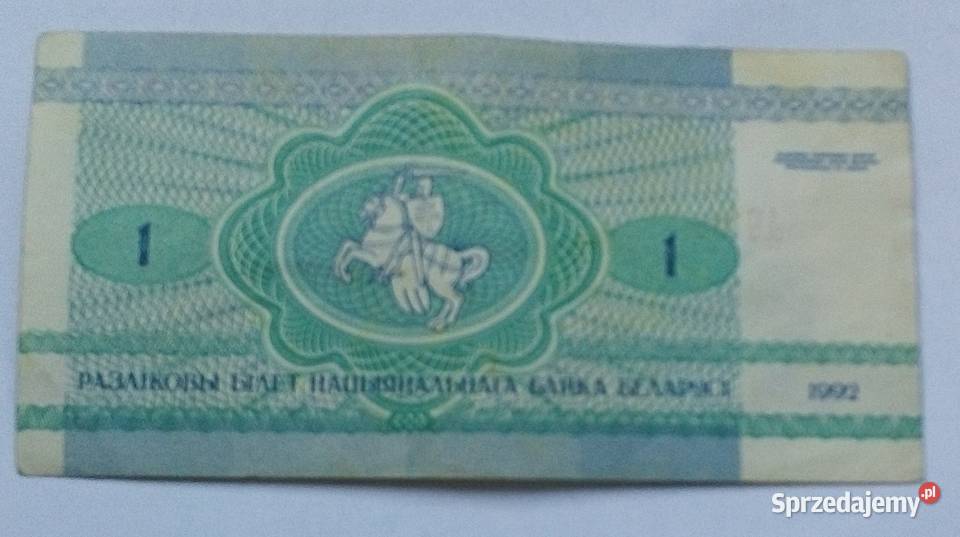 1 1
РАЗЛІКОВЫ БІЛЕТ НАЦЫЯНАЛЬНАГА БАНКА БЕЛАРУСІ 1992
Sprzedajemy.pl